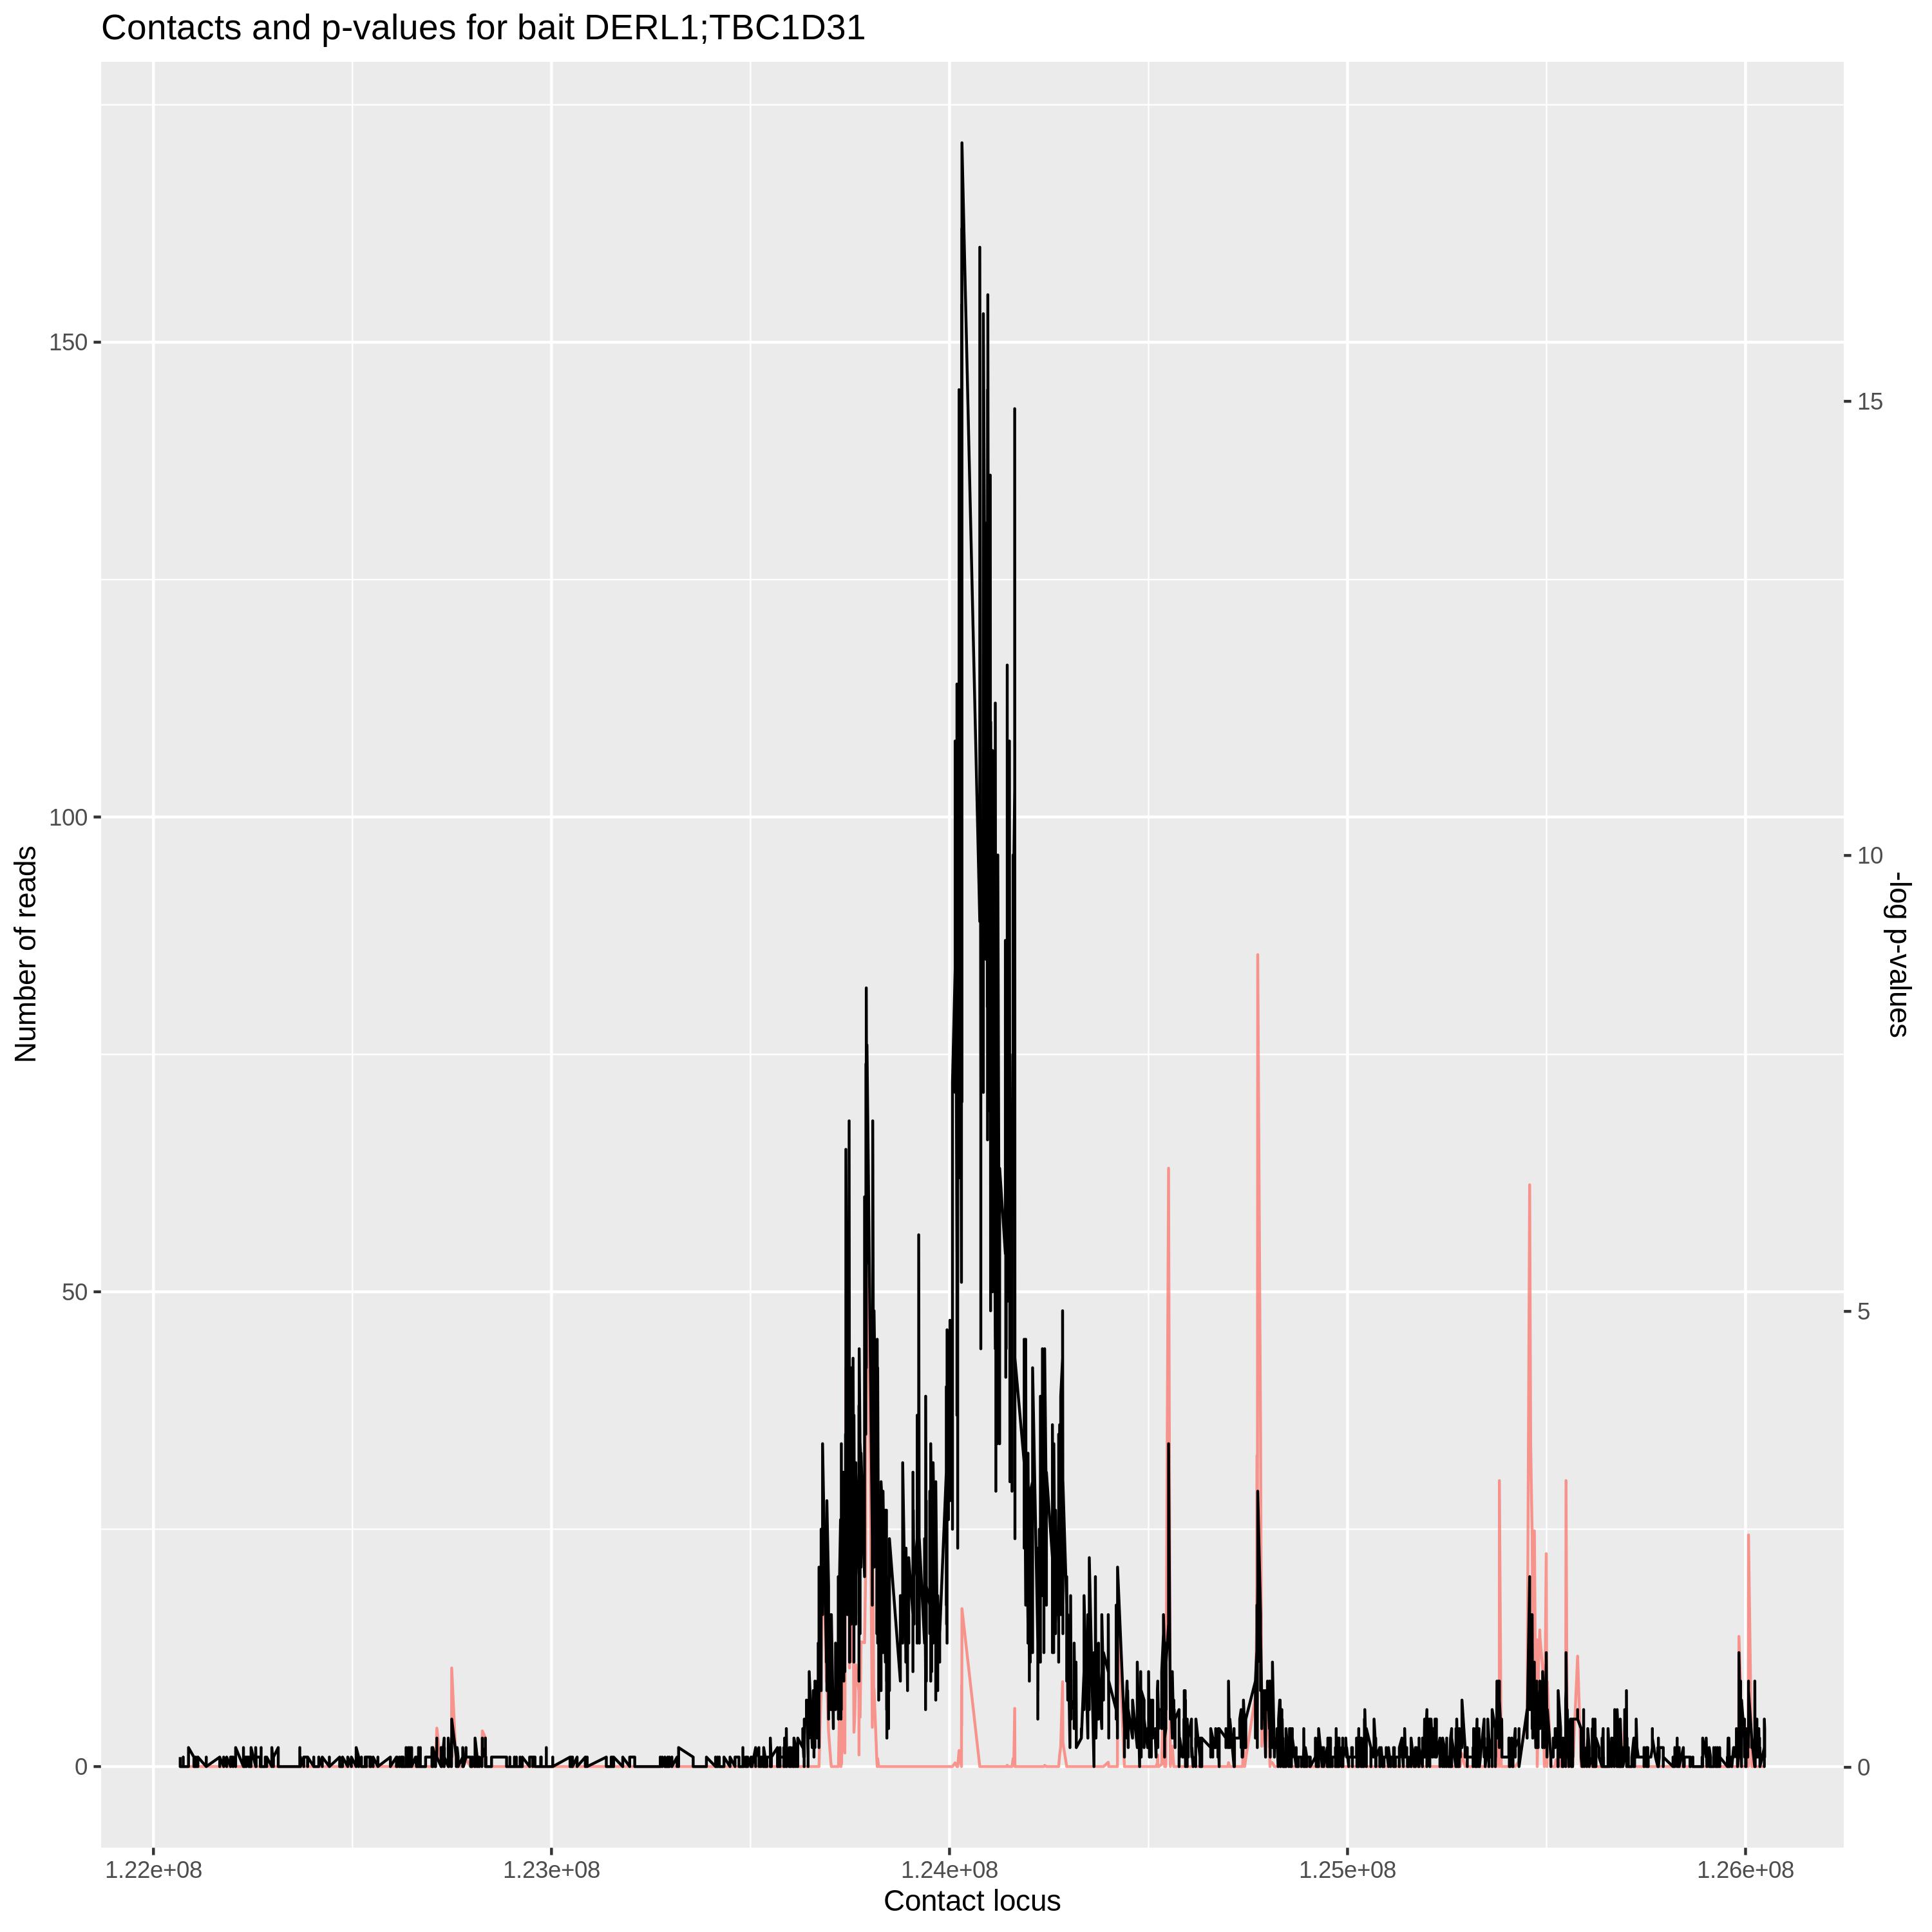 Contacts and p-values for bait DERL1;TBC1D31
150
100
50
0
Number of reads
15
10
5
0
-log p-values
1.22e+08
1.23e+08
1.24e+08
1.25e+08
1.26e+08
Contact locus